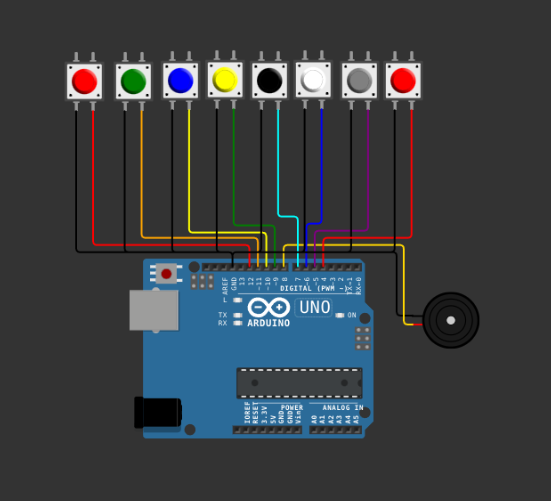 AREF
GND
13
12
~11
~10
~9
8
7
~6
~5
4
~3
2
TX→1
RX←0
DIGITAL (PWM ~)
L
UNO
TX
RX
ARDUINO
ON
IOREF
RESET
3.3V
5V
GND
GND
Vin
POWER
ANALOG IN
A0
A1
A2
A3
A4
A5